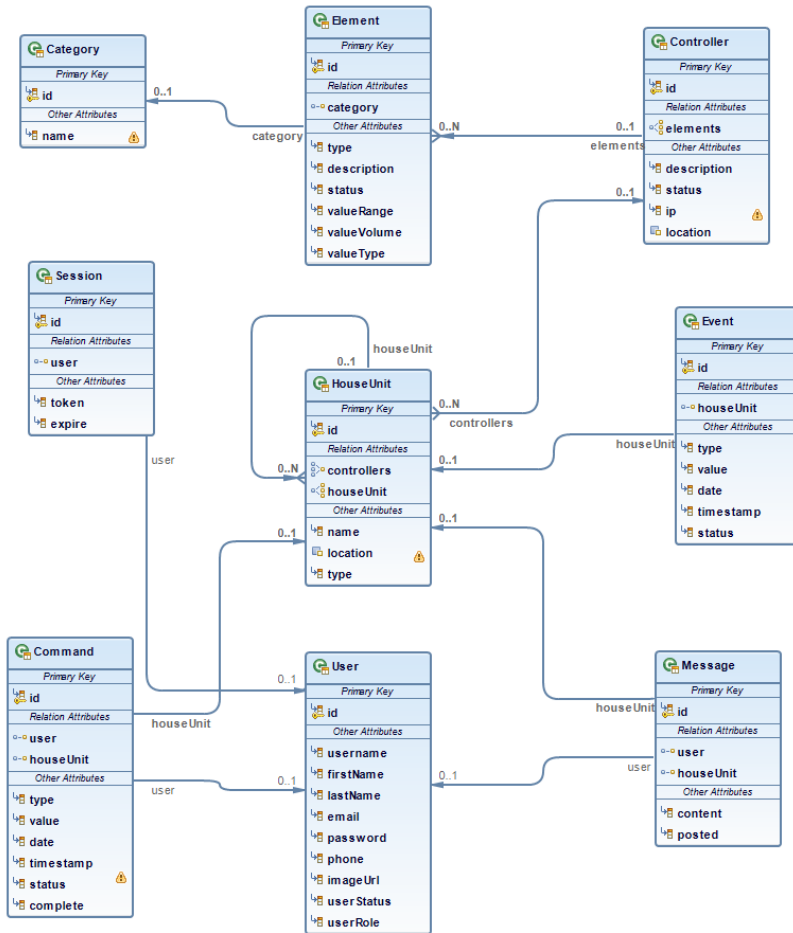 Category
Primary Key
id
Other Attributes
name
Element
Primary Key
id
Relation Attributes
category
Other Attributes
type
description
status
valueRange
valueVolume
valueType
Controller
Primary Key
id
Relation Attributes
elements
Other Attributes
description
status
ip
location
0..1
category
0..N
0..1
elements
0..1
Session
Primary Key
id
Relation Attributes
user
Other Attributes
token
expire
user
houseUnit
0..1
HouseUnit
Primary Key
id
Relation Attributes
controllers
houseUnit
Other Attributes
name
location
type
0..N
controllers
0..N
0..1
0..1
0..1
houseUnit
Event
Primary Key
id
Relation Attributes
houseUnit
Other Attributes
type
value
date
timestamp
status
Command
Primary Key
id
Relation Attributes
user
houseUnit
Other Attributes
type
value
date
timestamp
status
complete
0..1
houseUnit
0..1
user
User
Primary Key
id
Other Attributes
username
firstName
lastName
email
password
phone
imageUrl
userStatus
userRole
houseUnit
0..1
user
Message
Primary Key
id
Relation Attributes
user
houseUnit
Other Attributes
content
posted